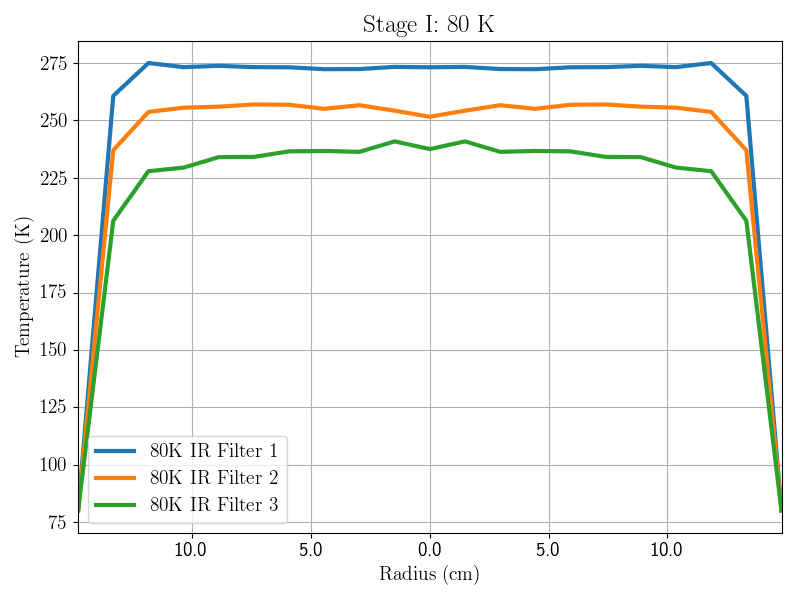 Stage I: 80 K
275
250
225
200
175
150
125
100
75
Temperature (K)
80K IR Filter 1
80K IR Filter 2
80K IR Filter 3
10.0 5.0 0.0 5.0 10.0
Radius (cm)